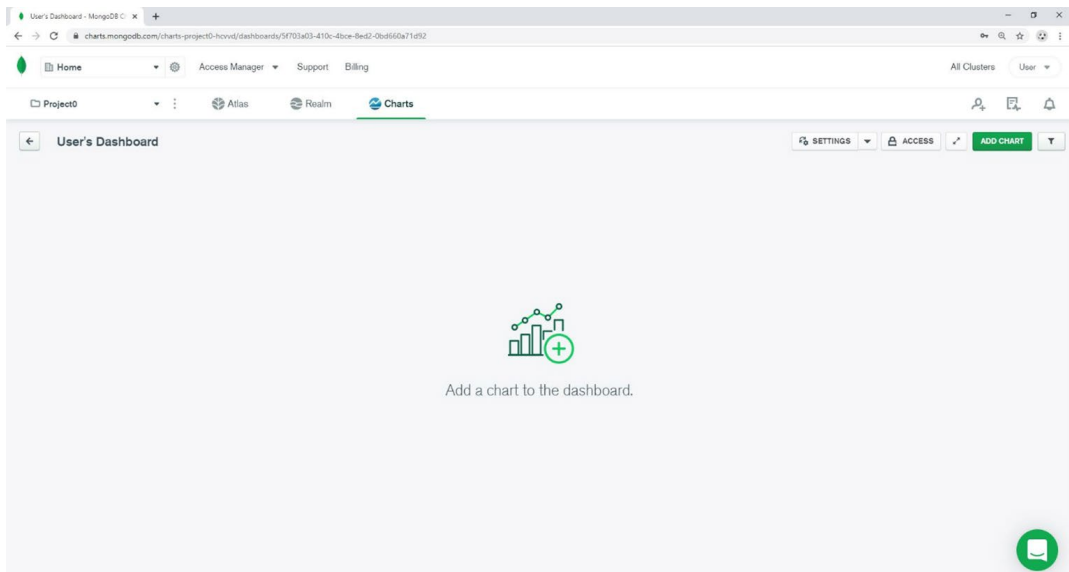 User's Dashboard - MongoDB C
charts.mongodb.com/charts-project0-hcvvd/dashboards/5f703a03-410c-4bce-8ed2-0bd660a71d92
Home Access Manager Support Billing All Clusters User
Project0 Atlas Realm Charts
User's Dashboard SETTINGS ACCESS ADD CHART
Add a chart to the dashboard.